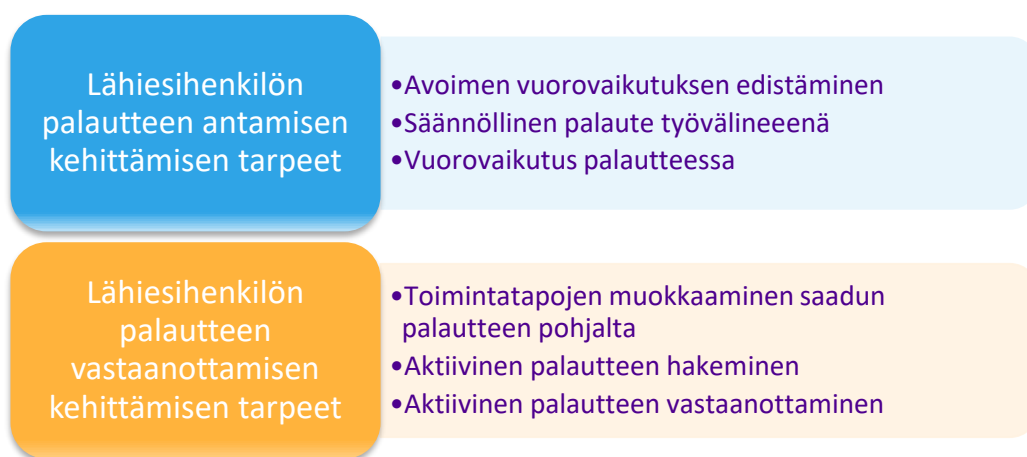 Lähiesihenkilön
palautteen antamisen
kehittämisen tarpeet
•Avoimen vuorovaikutuksen edistäminen
•Säännöllinen palaute työvälineeenä
•Vuorovaikutus palautteessa
Lähiesihenkilön
palautteen
vastaanottamisen
kehittämisen tarpeet
•Toimintatapojen muokkaaminen saadun
palautteen pohjalta
•Aktiivinen palautteen hakeminen
•Aktiivinen palautteen vastaanottaminen